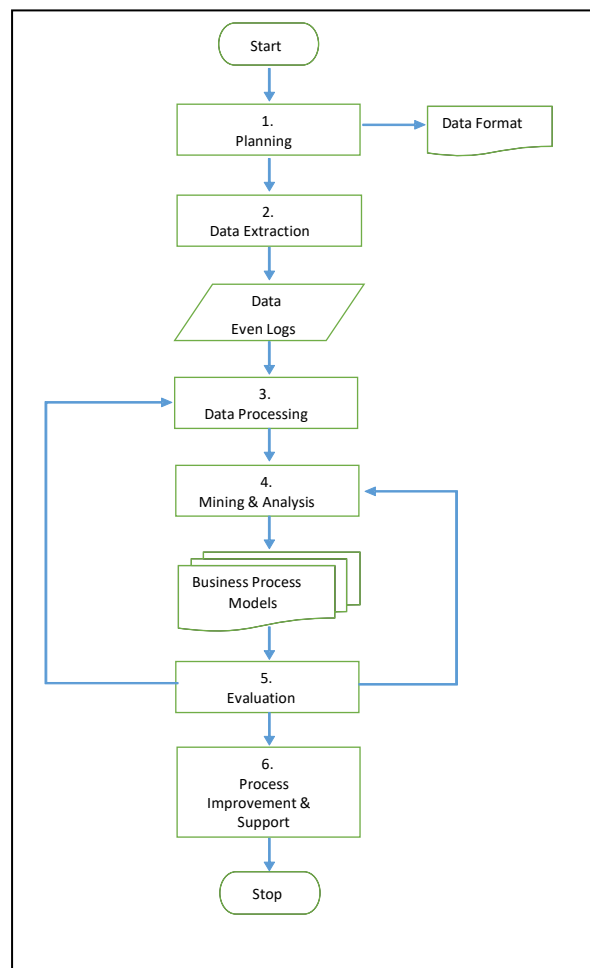 Start
1.
Planning
Data Format
2.
Data Extraction
Data
Even Logs
3.
Data Processing
4.
Mining & Analysis
Business Process
Models
5.
Evaluation
6.
Process
Improvement &
Support
Stop